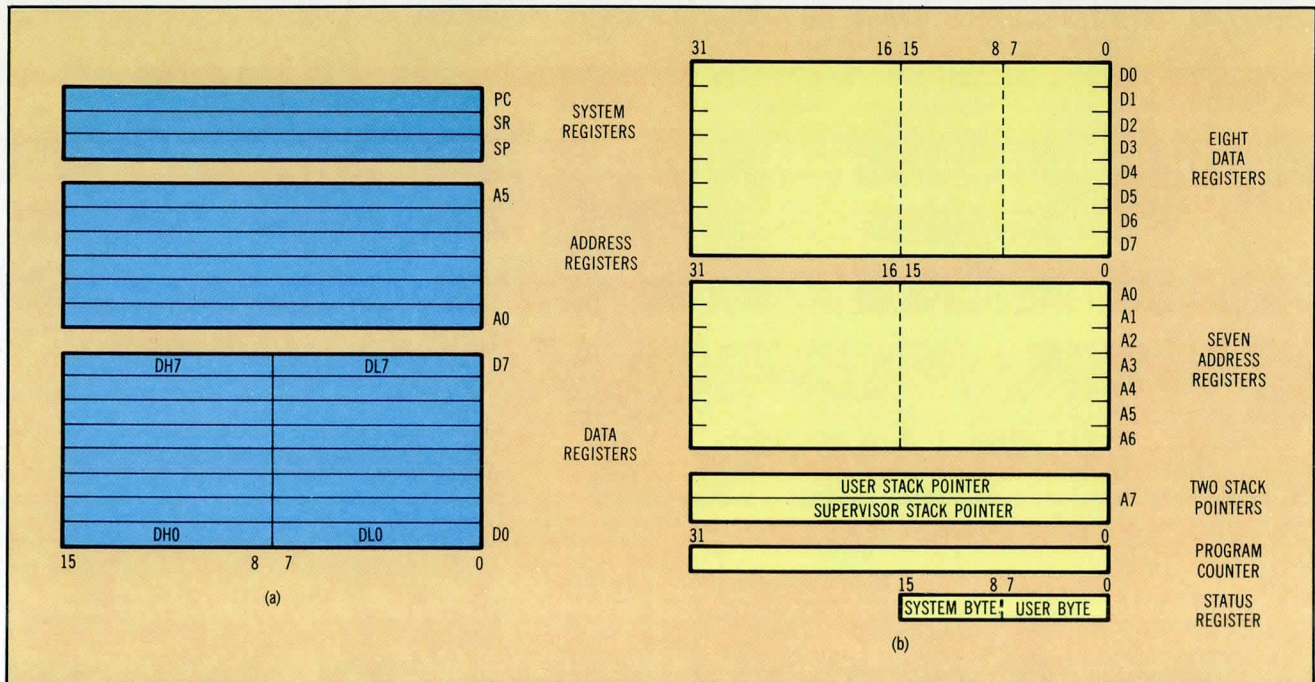 PC
SR
SP
SYSTEM
REGISTERS
A5
ADDRESS
REGISTERS
A0
DH7 DL7 D7
DATA
REGISTERS
DH0 DL0 D0
15 8 7 0
(a)
31 16 15 8 7 0
D0
D1
D2
D3
D4
D5
D6
D7
EIGHT
DATA
REGISTERS
31 16 15 0
A0
A1
A2
A3
A4
A5
A6
SEVEN
ADDRESS
REGISTERS
USER STACK POINTER
SUPERVISOR STACK POINTER
A7
TWO STACK
POINTERS
31 0
PROGRAM
COUNTER
15 8 7 0
SYSTEM BYTE USER BYTE
STATUS
REGISTER
(b)